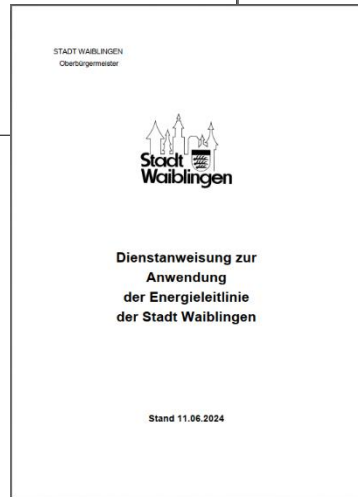 STADT WAIBLINGEN
Oberbürgermeister
Stadt
Waiblingen
Dienstanweisung zur
Anwendung
der Energieleitlinie
der Stadt Waiblingen
Stand 11.06.2024